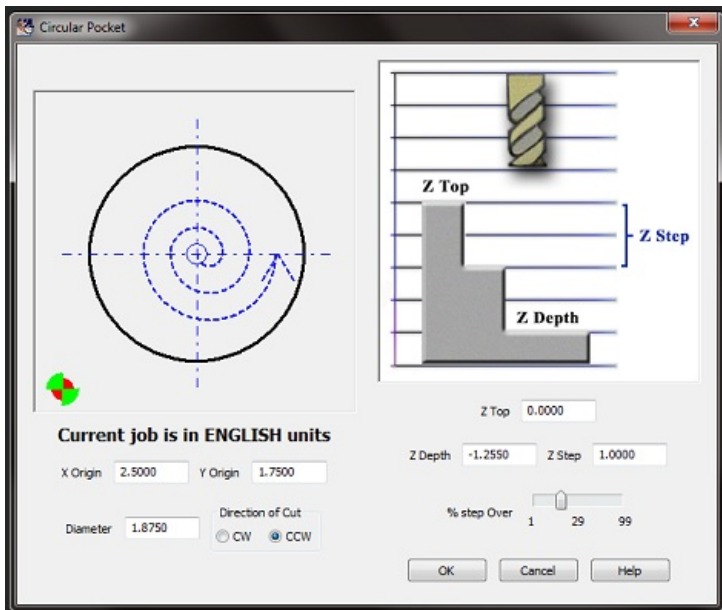 Circular Pocket
Z Top
Z Step
Z Depth
Current job is in ENGLISH units
X Origin 2.5000 Y Origin 1.7500
Diameter 1.8750
Direction of Cut
CW CCW
Z Top 0.0000
Z Depth -1.2550 Z Step 1.0000
% step Over
1 29 99
OK Cancel Help